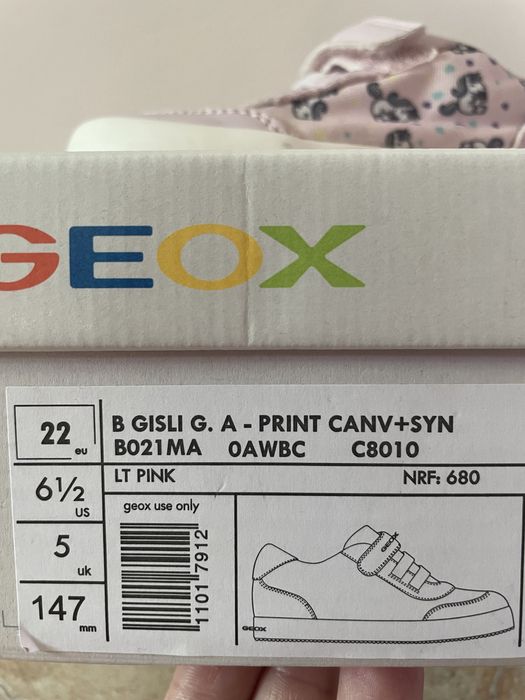 GEOX
22 eu
B GISLI G. A - PRINT CANV+SYN
B021MA 0AWBC C8010
6½ US
LT PINK NRF: 680
geox use only
5 uk
1101 7912
147 mm
GEOX
GEOX